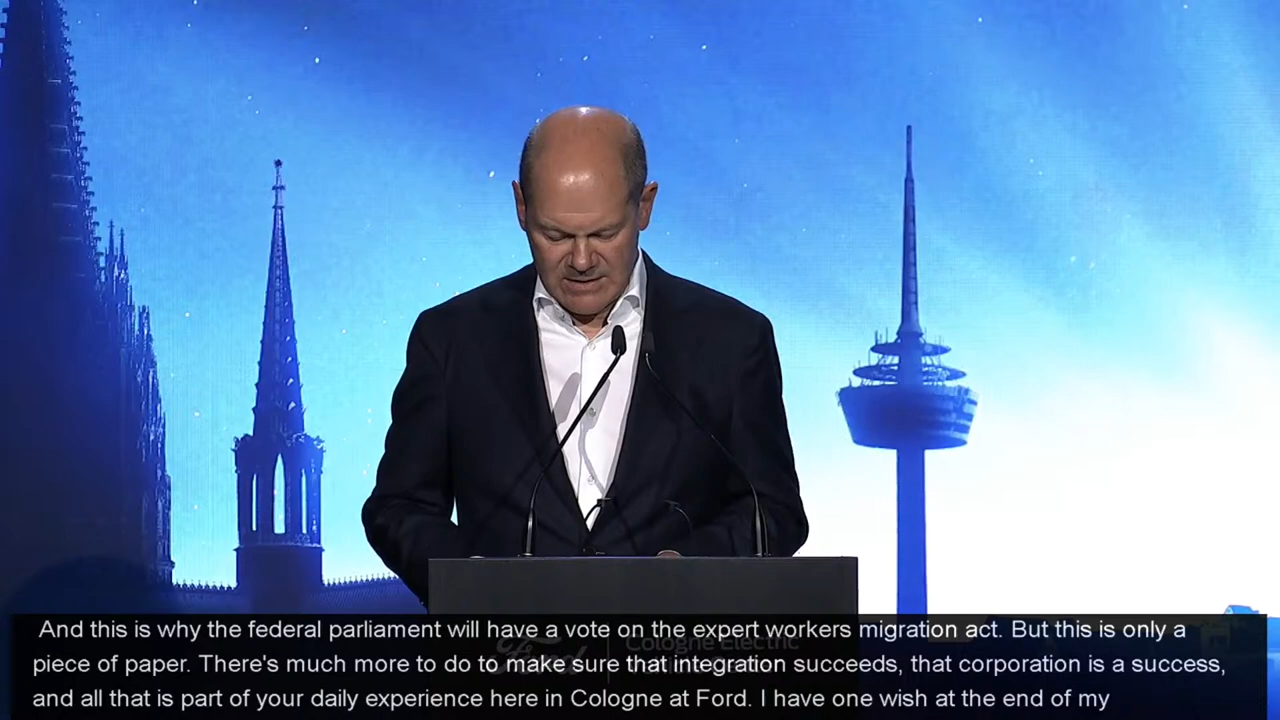 And this is why the federal parliament will have a vote on the expert workers migration act. But this is only a
piece of paper. There's much more to do to make sure that integration succeeds, that corporation is a success,
and all that is part of your daily experience here in Cologne at Ford. I have one wish at the end of my
Ford
Cologne Electric